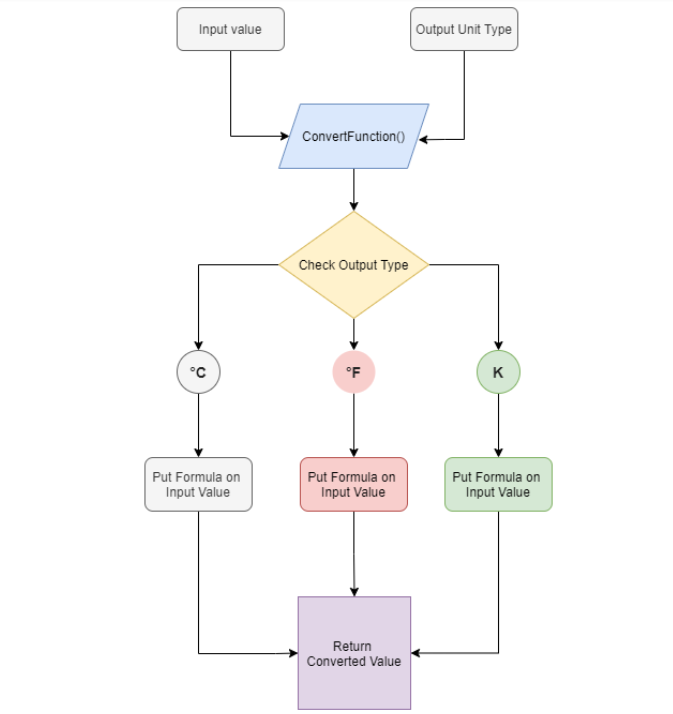 Input value
Output Unit Type
ConvertFunction()
Check Output Type
°C
°F
K
Put Formula on
Input Value
Put Formula on
Input Value
Put Formula on
Input Value
Return
Converted Value